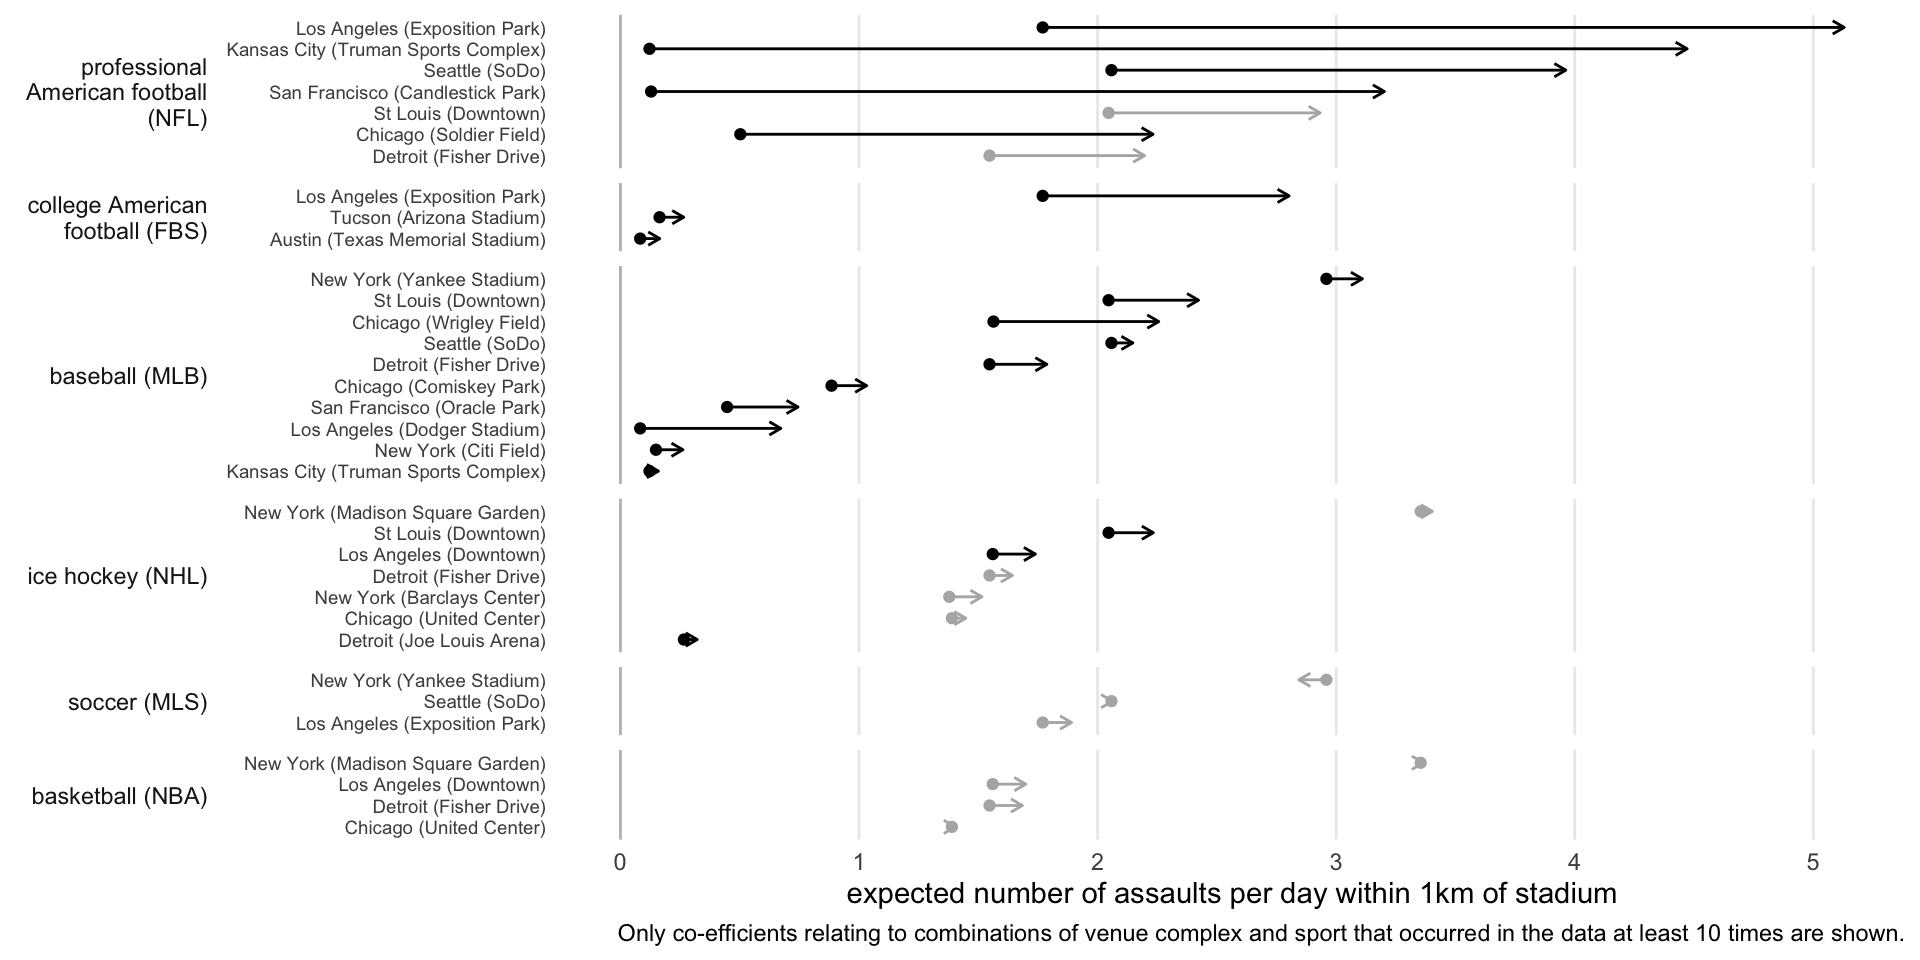 professional
American football
(NFL)
Los Angeles (Exposition Park)
Kansas City (Truman Sports Complex)
Seattle (SoDo)
San Francisco (Candlestick Park)
St Louis (Downtown)
Chicago (Soldier Field)
Detroit (Fisher Drive)
college American
football (FBS)
Los Angeles (Exposition Park)
Tucson (Arizona Stadium)
Austin (Texas Memorial Stadium)
baseball (MLB)
New York (Yankee Stadium)
St Louis (Downtown)
Chicago (Wrigley Field)
Seattle (SoDo)
Detroit (Fisher Drive)
Chicago (Comiskey Park)
San Francisco (Oracle Park)
Los Angeles (Dodger Stadium)
New York (Citi Field)
Kansas City (Truman Sports Complex)
ice hockey (NHL)
New York (Madison Square Garden)
St Louis (Downtown)
Los Angeles (Downtown)
Detroit (Fisher Drive)
New York (Barclays Center)
Chicago (United Center)
Detroit (Joe Louis Arena)
soccer (MLS)
New York (Yankee Stadium)
Seattle (SoDo)
Los Angeles (Exposition Park)
basketball (NBA)
New York (Madison Square Garden)
Los Angeles (Downtown)
Detroit (Fisher Drive)
Chicago (United Center)
0 1 2 3 4 5
expected number of assaults per day within 1km of stadium
Only co-efficients relating to combinations of venue complex and sport that occurred in the data at least 10 times are shown.